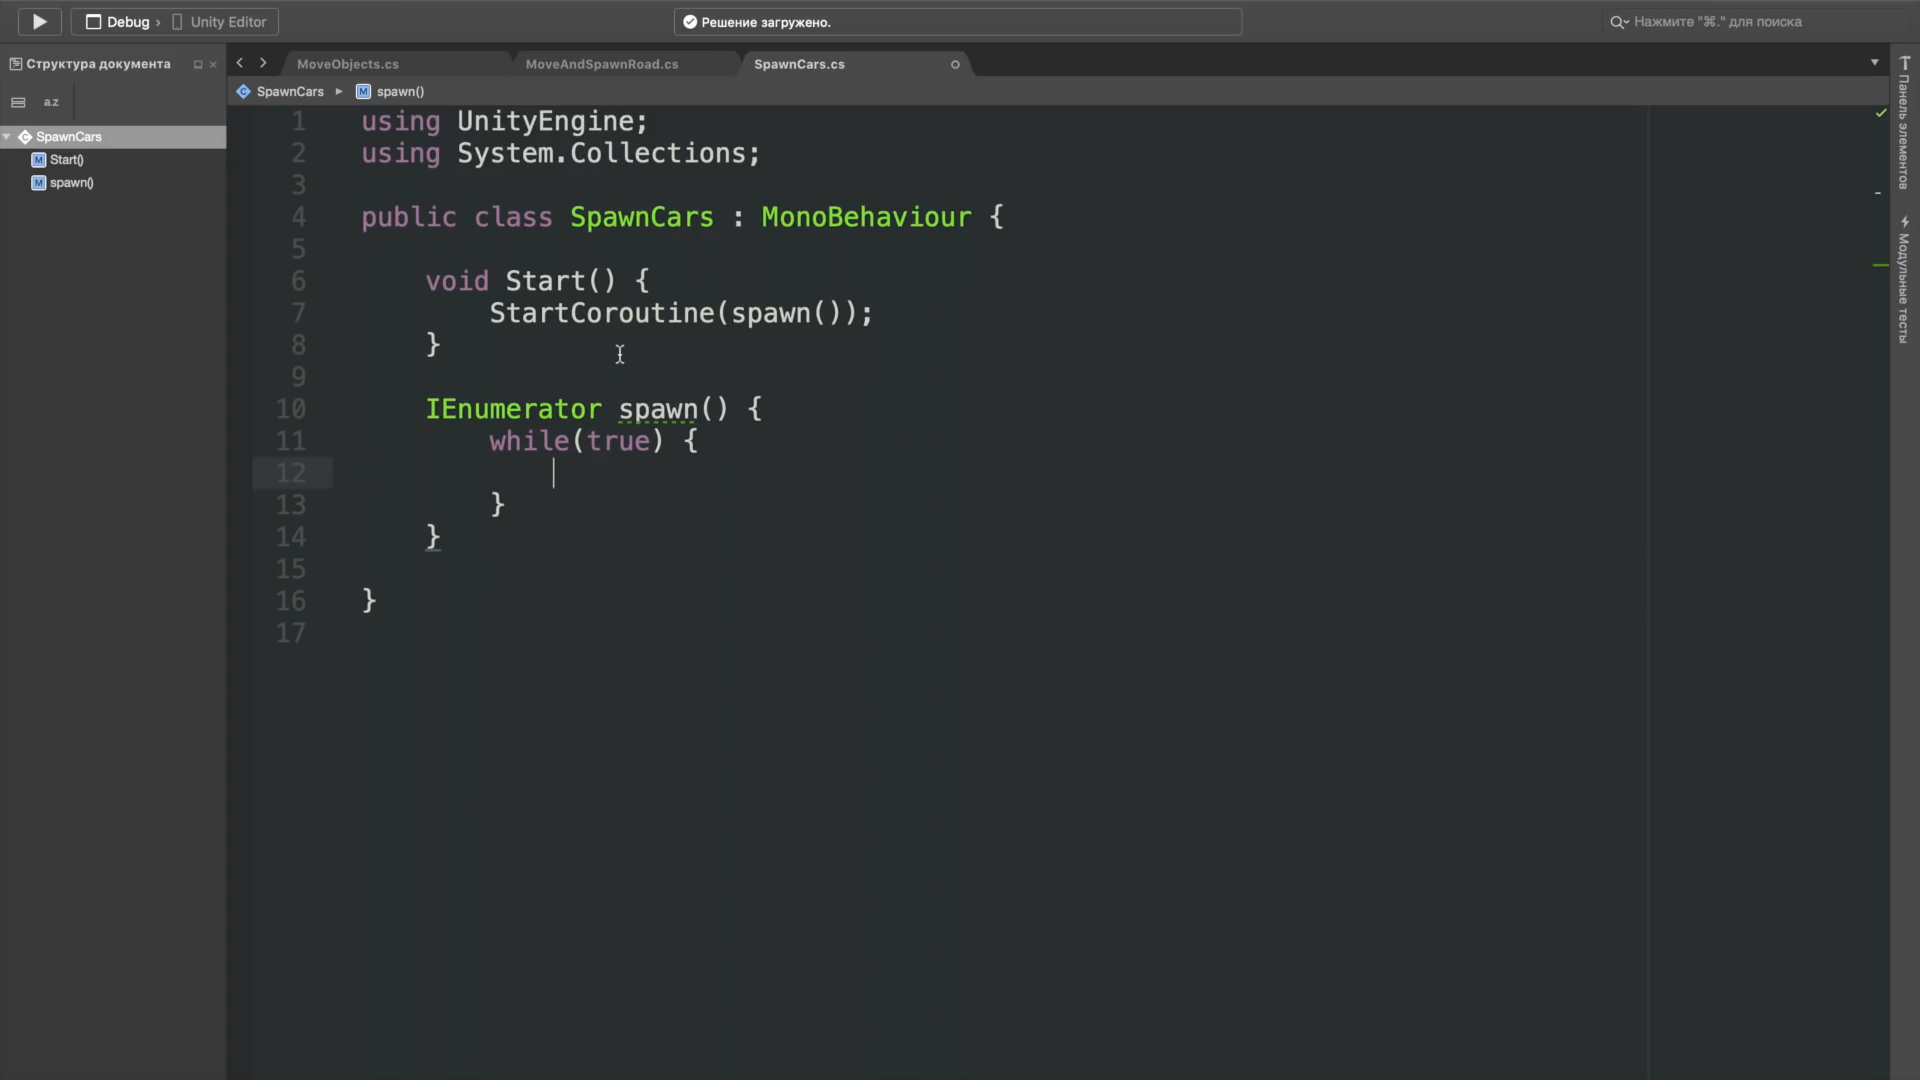 Debug › Unity Editor
Решение загружено.
Нажмите "⌘." для поиска
Структура документа
MoveObjects.cs
MoveAndSpawnRoad.cs
SpawnCars.cs
a.z
SpawnCars
Start()
spawn()
SpawnCars ▸ spawn()
1 using UnityEngine;
2 using System.Collections;
3
4 public class SpawnCars : MonoBehaviour {
5
6 void Start() {
7 StartCoroutine(spawn());
8 }
9
10 IEnumerator spawn() {
11 while(true) {
12
13 }
14 }
15
16 }
17
Панель элементов
Модульные тесты